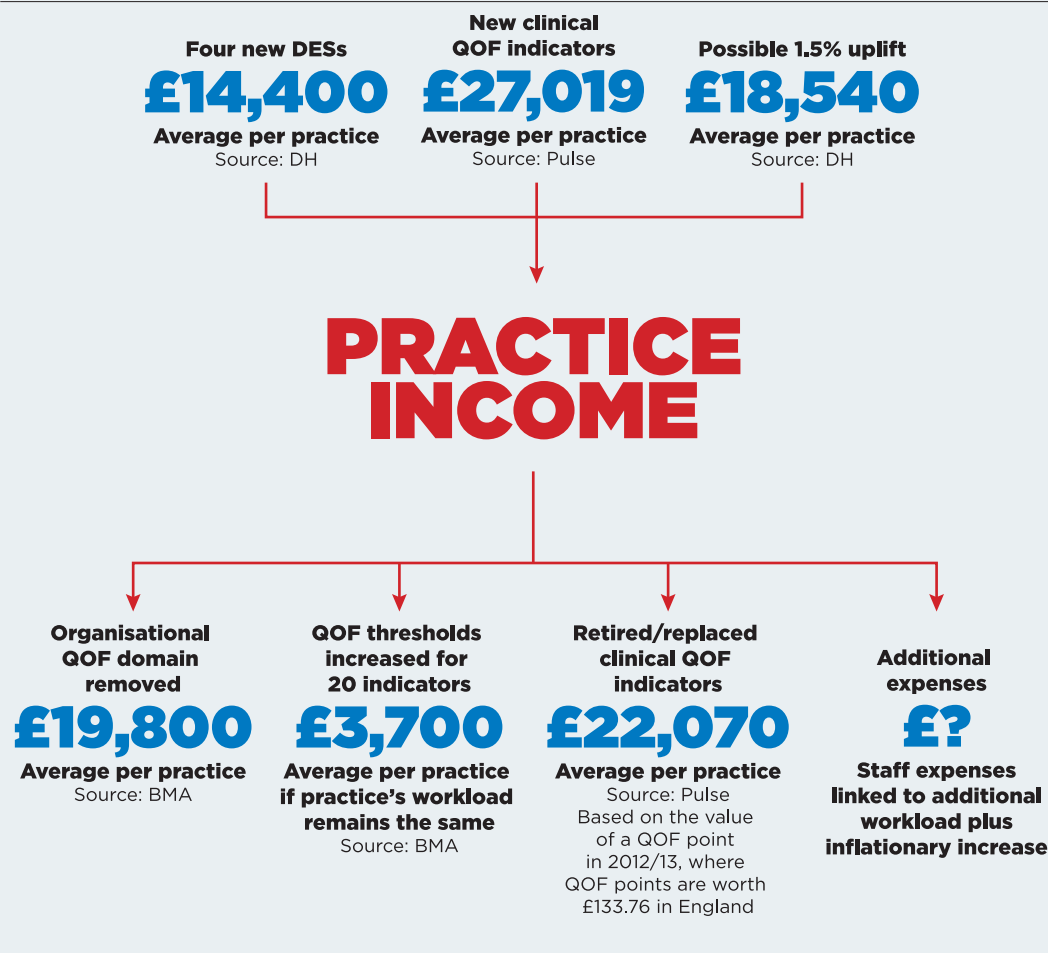 Four new DESs
£14,400
Average per practice
Source: DH
New clinical
QOF indicators
£27,019
Average per practice
Source: Pulse
Possible 1.5% uplift
£18,540
Average per practice
Source: DH
PRACTICE
INCOME
Organisational
QOF domain
removed
£19,800
Average per practice
Source: BMA
QOF thresholds
increased for
20 indicators
£3,700
Average per practice
if practice's workload
remains the same
Source: BMA
Retired/replaced
clinical QOF
indicators
£22,070
Average per practice
Source: Pulse
Based on the value
of a QOF point
in 2012/13, where
QOF points are worth
£133.76 in England
Additional
expenses
£?
Staff expenses
linked to additional
workload plus
inflationary increase